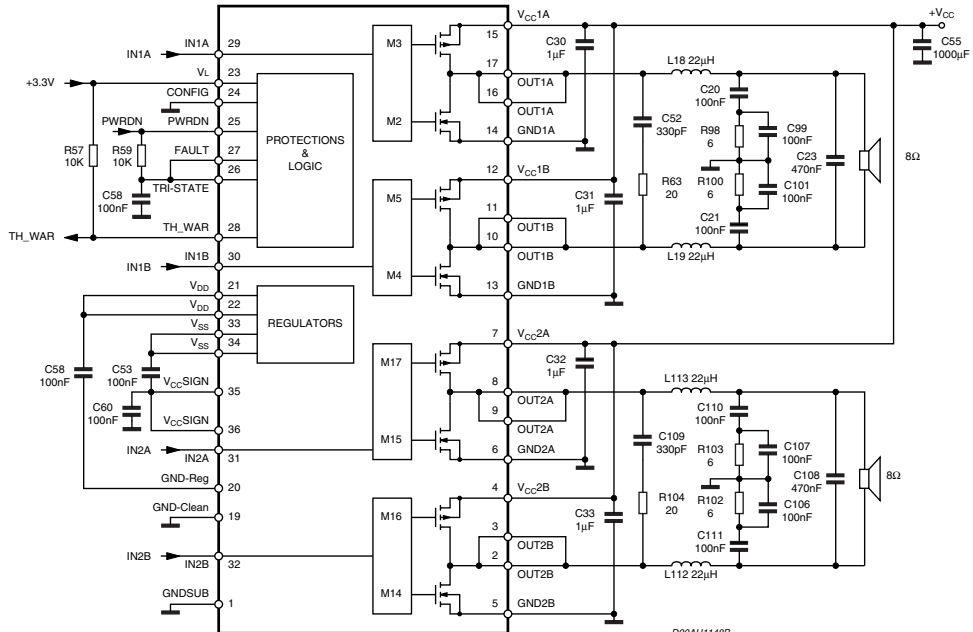 VCC1A
+VCC
15
C30
1μF
C55
1000μF
IN1A
IN1A
29
M3
17
OUT1A
16
OUT1A
L18 22μH
+3.3V
VL
23
CONFIG
24
PWRDN
PWRDN
25
FAULT
27
26
TRI-STATE
R57
10K
R59
10K
C58
100nF
PROTECTIONS
&
LOGIC
M2
14
GND1A
C52
330pF
R63
20
C20
100nF
R98
6
C99
100nF
R100
6
C101
100nF
C21
100nF
C23
470nF
8Ω
12
VCC1B
C31
1μF
M5
11
OUT1B
10
OUT1B
L19 22μH
TH_WAR
TH_WAR
28
IN1B
IN1B
30
M4
13
GND1B
VDD
21
VDD
22
VSS
33
VSS
34
REGULATORS
C58
100nF
C53
100nF
VCCSIGN
35
C60
100nF
VCCSIGN
36
7
VCC2A
C32
1μF
M17
8
OUT2A
9
OUT2A
L113 22μH
M15
6
GND2A
IN2A
IN2A
31
GND-Reg
20
GND-Clean
19
C109
330pF
R104
20
C110
100nF
R103
6
C107
100nF
R102
6
C106
100nF
C111
100nF
C108
470nF
8Ω
4
VCC2B
C33
1μF
M16
3
OUT2B
2
OUT2B
L112 22μH
IN2B
IN2B
32
GNDSUB
1
M14
5
GND2B
D00AU1148B